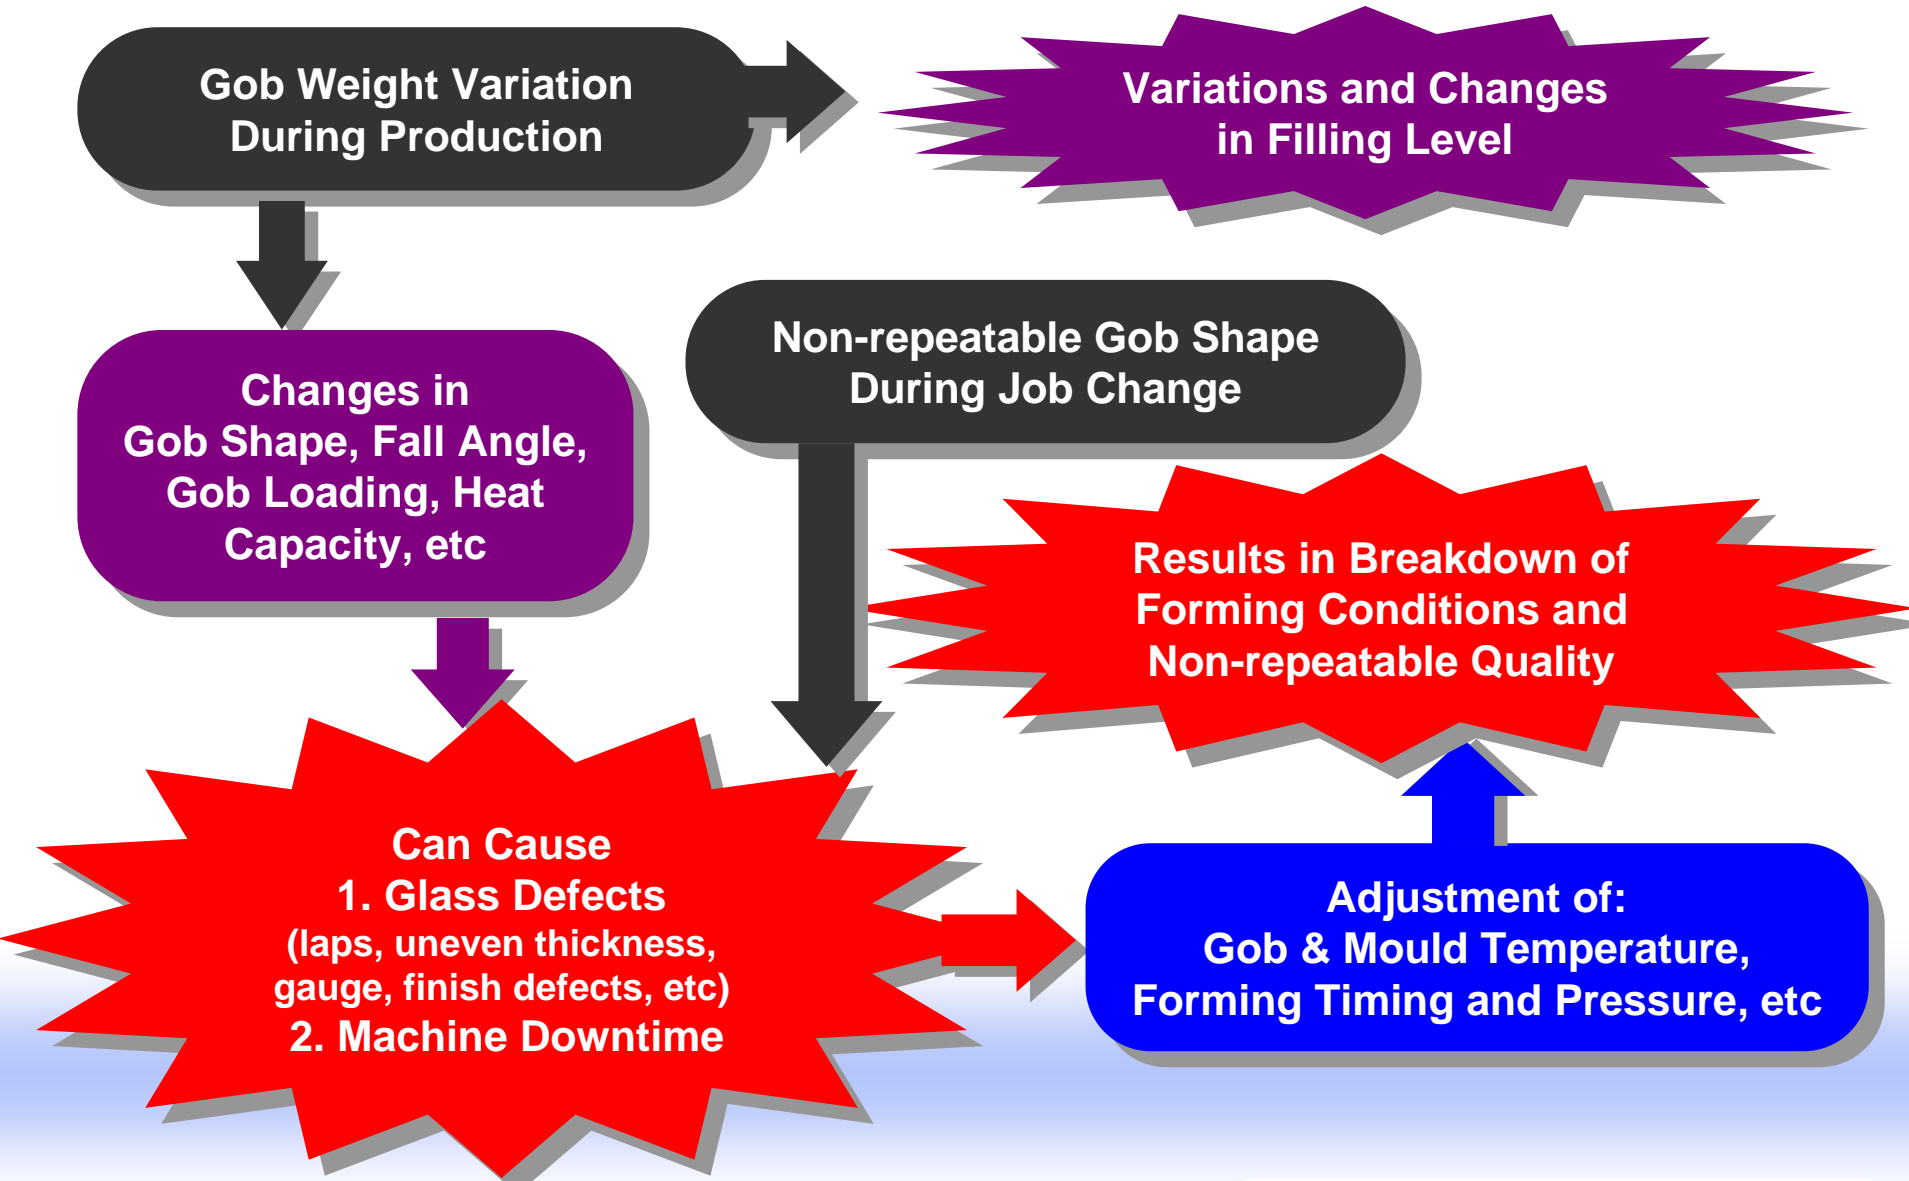 Gob Weight Variation
During Production
Variations and Changes
in Filling Level
Changes in
Gob Shape, Fall Angle,
Gob Loading, Heat
Capacity, etc
Non-repeatable Gob Shape
During Job Change
Results in Breakdown of
Forming Conditions and
Non-repeatable Quality
Can Cause
1. Glass Defects
(laps, uneven thickness,
gauge, finish defects, etc)
2. Machine Downtime
Adjustment of:
Gob & Mould Temperature,
Forming Timing and Pressure, etc